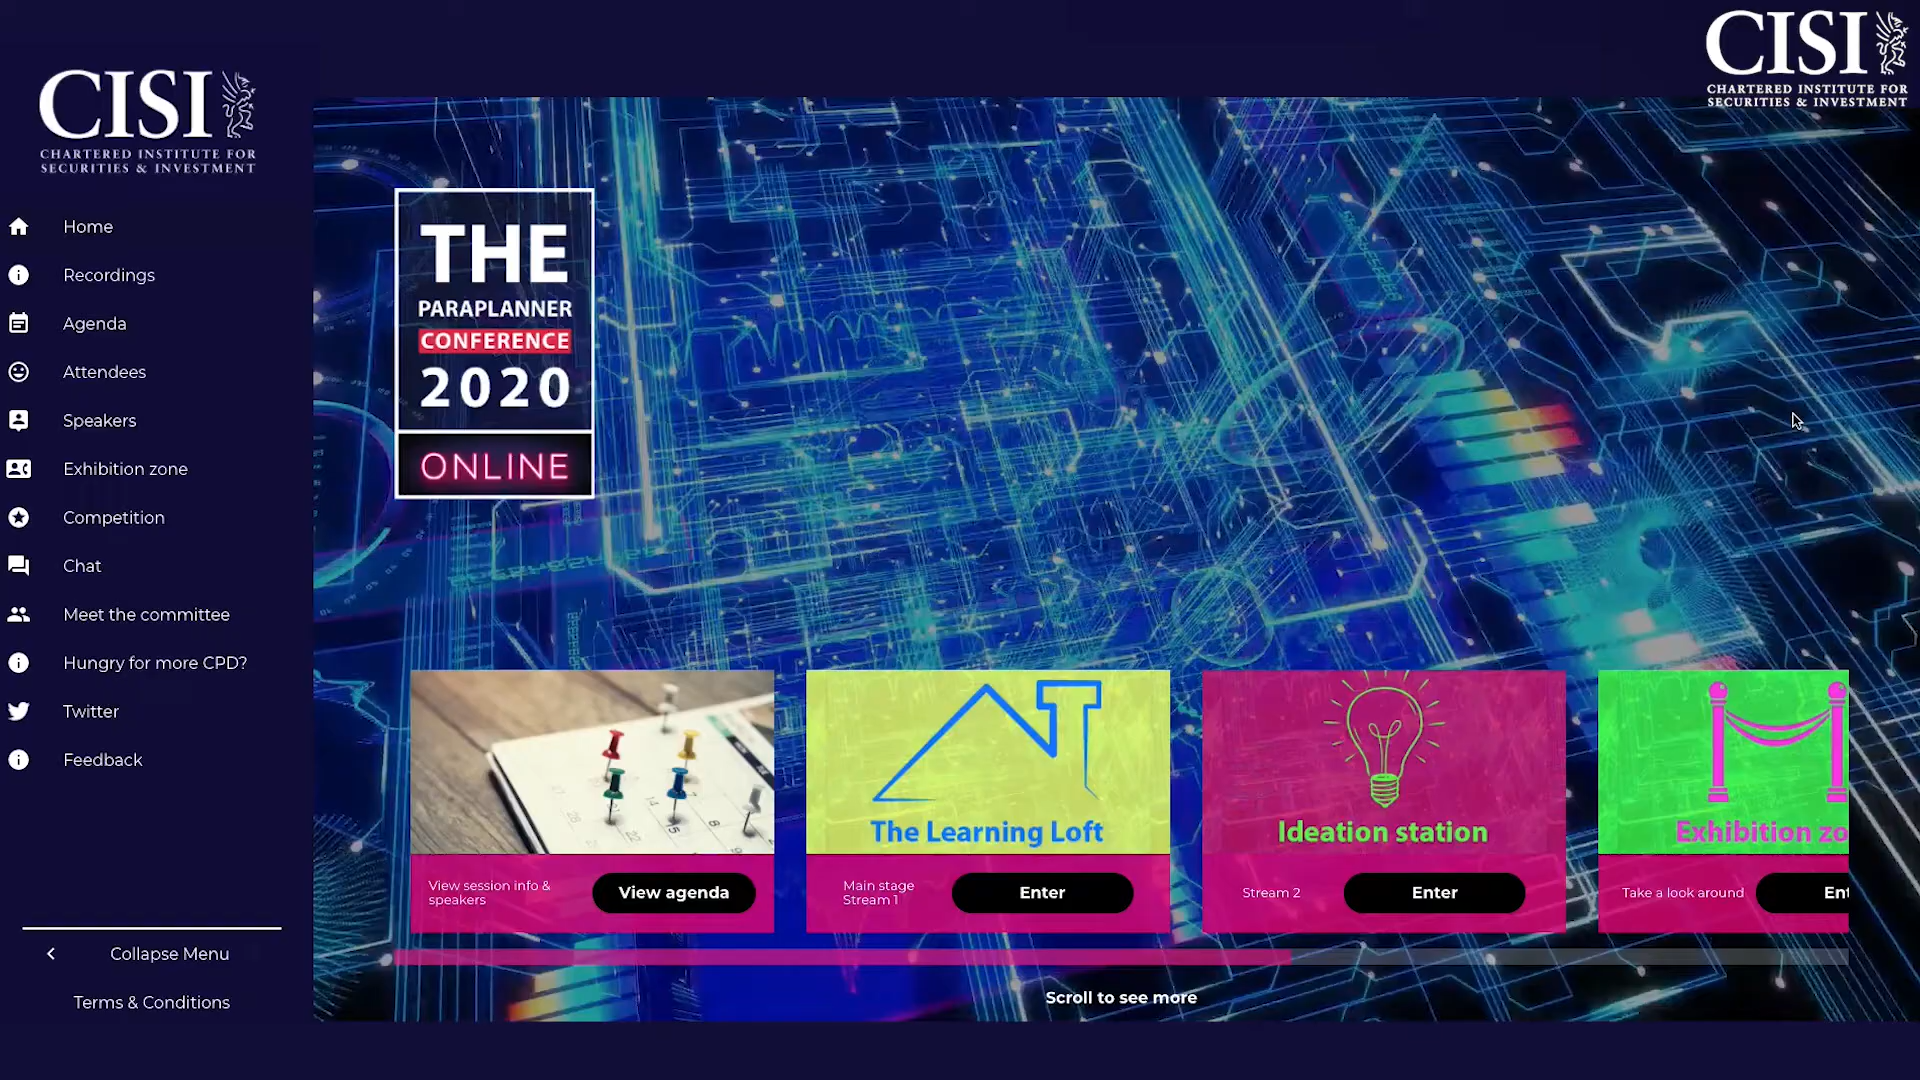 CISI
CHARTERED INSTITUTE FOR
SECURITIES & INVESTMENT
CISI
CHARTERED INSTITUTE FOR
SECURITIES & INVESTMENT
Home
Recordings
Agenda
Attendees
Speakers
Exhibition zone
Competition
Chat
Meet the committee
Hungry for more CPD?
Twitter
Feedback
Collapse Menu
Terms & Conditions
THE
PARAPLANNER
CONFERENCE
2020
ONLINE
View session info &
speakers
View agenda
The Learning Loft
Main stage
Stream 1
Enter
Ideation station
Stream 2
Enter
Exhibition zo
Take a look around
Ent
Scroll to see more